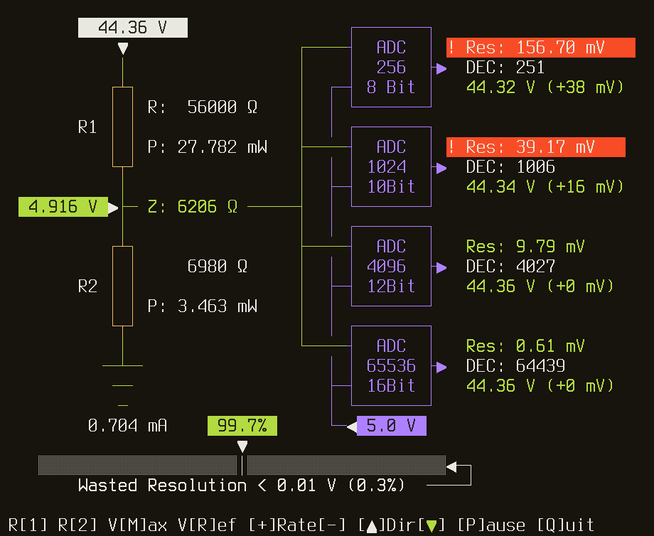 44.36 V
R1
R: 56000 Ω
P: 27.782 mW
4.916 V
Z: 6206 Ω
R2
6980 Ω
P: 3.463 mW
0.704 mA
ADC
256
8 Bit
! Res: 156.70 mV
DEC: 251
44.32 V (+38 mV)
ADC
1024
10Bit
! Res: 39.17 mV
DEC: 1006
44.34 V (+16 mV)
ADC
4096
12Bit
Res: 9.79 mV
DEC: 4027
44.36 V (+0 mV)
ADC
65536
16Bit
Res: 0.61 mV
DEC: 64439
44.36 V (+0 mV)
99.7%
5.0 V
Wasted Resolution < 0.01 V (0.3%)
R[1] R[2] V[M]ax V[R]ef [+]Rate[-] [▲]Dir[▼] [P]ause [Q]uit